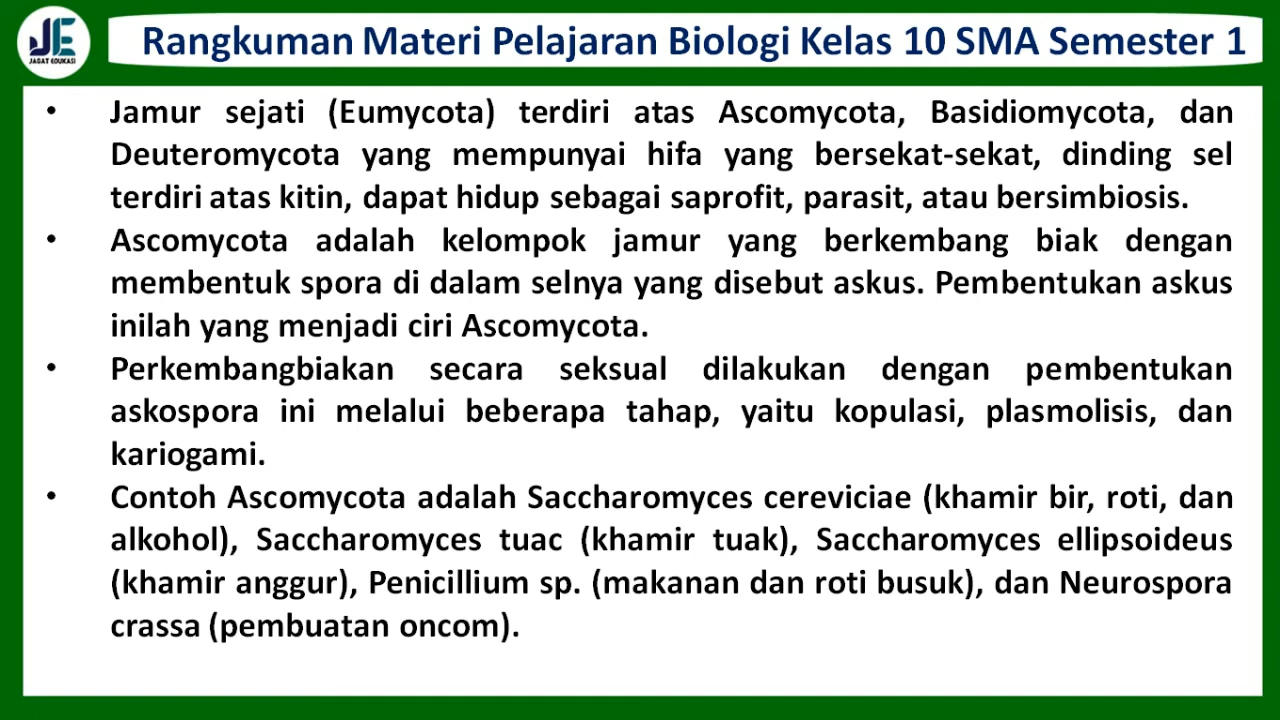 JE
JAGAT EDUKASI
Rangkuman Materi Pelajaran Biologi Kelas 10 SMA Semester 1
• Jamur sejati (Eumycota) terdiri atas Ascomycota, Basidiomycota, dan
Deuteromycota yang mempunyai hifa yang bersekat-sekat, dinding sel
terdiri atas kitin, dapat hidup sebagai saprofit, parasit, atau bersimbiosis.
• Ascomycota adalah kelompok jamur yang berkembang biak dengan
membentuk spora di dalam selnya yang disebut askus. Pembentukan askus
inilah yang menjadi ciri Ascomycota.
• Perkembangbiakan secara seksual dilakukan dengan pembentukan
askospora ini melalui beberapa tahap, yaitu kopulasi, plasmolisis, dan
kariogami.
• Contoh Ascomycota adalah Saccharomyces cereviciae (khamir bir, roti, dan
alkohol), Saccharomyces tuac (khamir tuak), Saccharomyces ellipsoideus
(khamir anggur), Penicillium sp. (makanan dan roti busuk), dan Neurospora
crassa (pembuatan oncom).